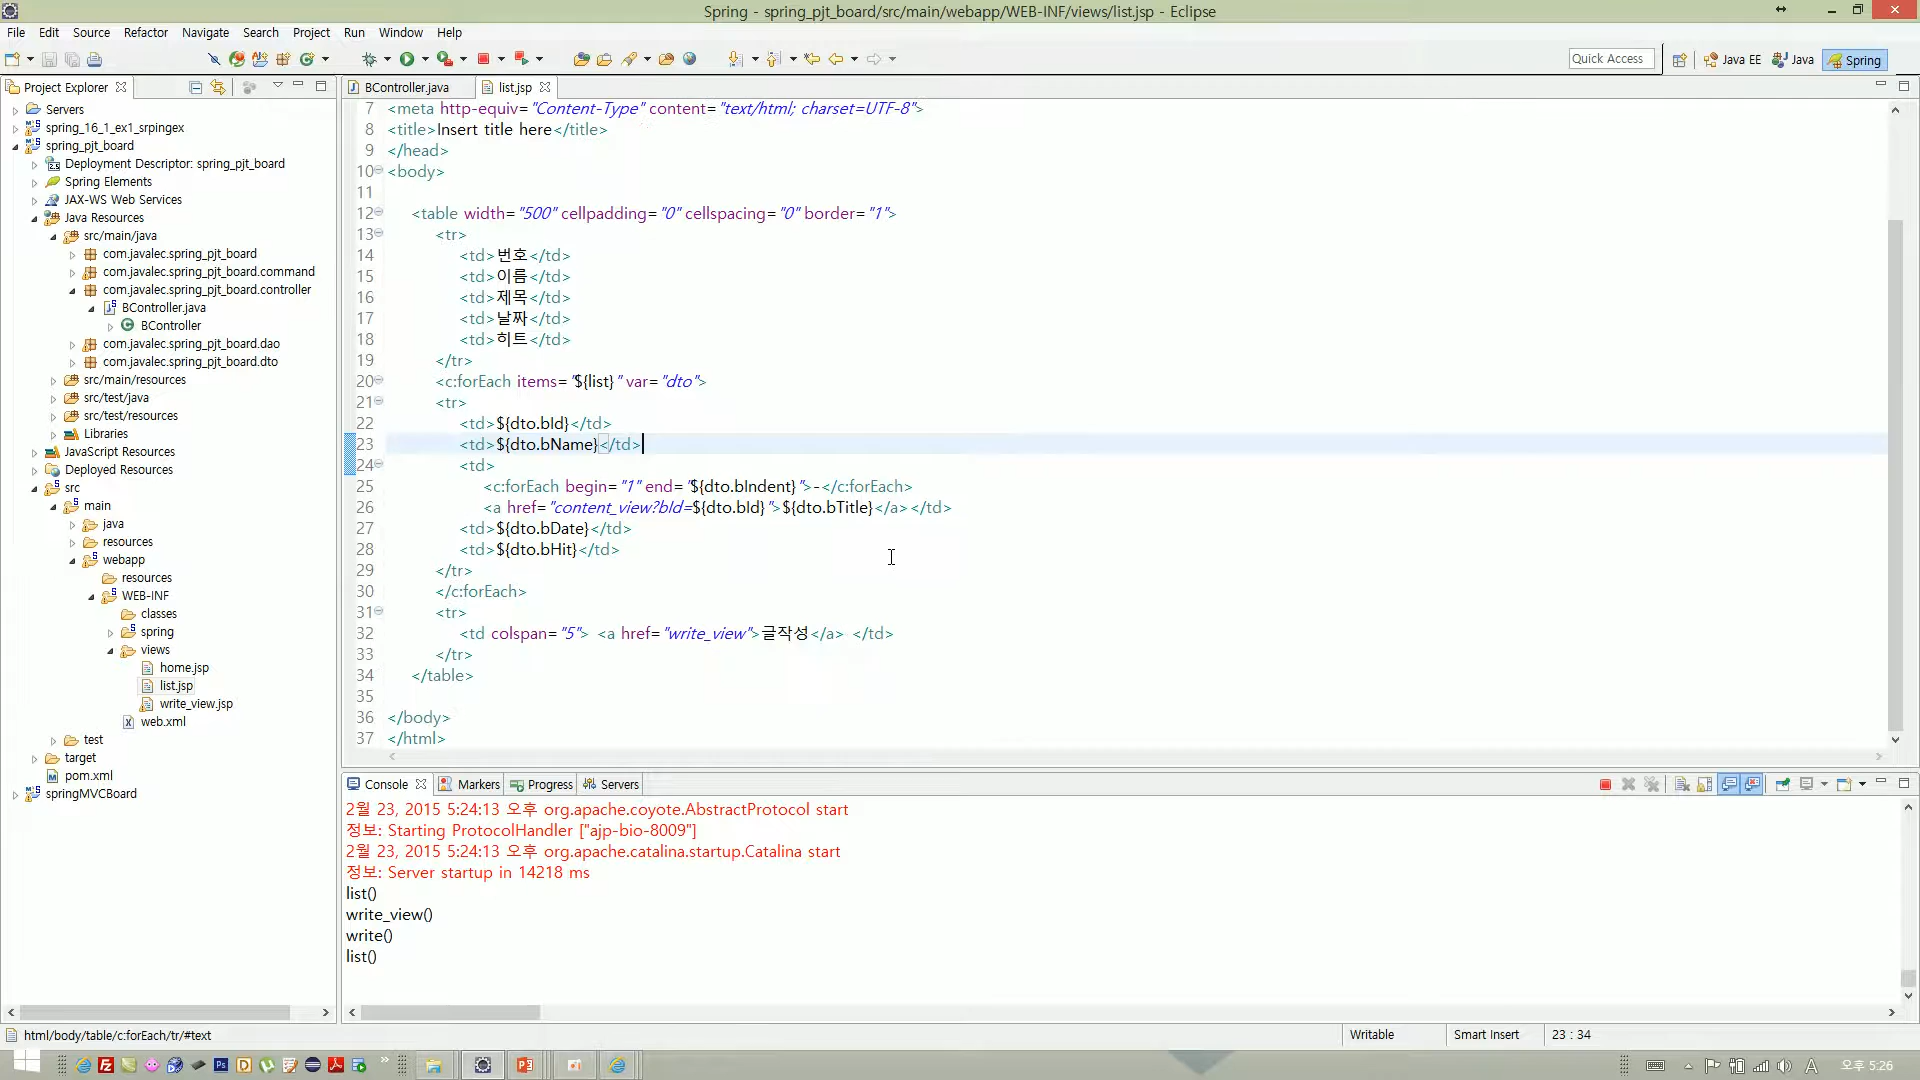 Spring - spring_pjt_board/src/main/webapp/WEB-INF/views/list.jsp - Eclipse
File Edit Source Refactor Navigate Search Project Run Window Help
Quick Access
Java EE Java Spring
Project Explorer
Servers
spring_16_1_ex1_srpingex
spring_pjt_board
Deployment Descriptor: spring_pjt_board
Spring Elements
JAX-WS Web Services
Java Resources
src/main/java
com.javalec.spring_pjt_board
com.javalec.spring_pjt_board.command
com.javalec.spring_pjt_board.controller
BController.java
BController
com.javalec.spring_pjt_board.dao
com.javalec.spring_pjt_board.dto
src/main/resources
src/test/java
src/test/resources
Libraries
JavaScript Resources
Deployed Resources
src
main
java
resources
webapp
resources
WEB-INF
classes
spring
views
home.jsp
list.jsp
write_view.jsp
web.xml
test
target
pom.xml
springMVCBoard
BController.java list.jsp
7 <meta http-equiv="Content-Type" content="text/html; charset=UTF-8">
8 <title>Insert title here</title>
9 </head>
10 <body>
11
12 <table width="500" cellpadding="0" cellspacing="0" border="1">
13 <tr>
14 <td>번호</td>
15 <td>이름</td>
16 <td>제목</td>
17 <td>날짜</td>
18 <td>히트</td>
19 </tr>
20 <c:forEach items="${list}" var="dto">
21 <tr>
22 <td>${dto.bId}</td>
23 <td>${dto.bName}</td>
24 <td>
25 <c:forEach begin="1" end="${dto.bIndent}">-</c:forEach>
26 <a href="content_view?bId=${dto.bId}">${dto.bTitle}</a></td>
27 <td>${dto.bDate}</td>
28 <td>${dto.bHit}</td>
29 </tr>
30 </c:forEach>
31 <tr>
32 <td colspan="5"> <a href="write_view">글작성</a> </td>
33 </tr>
34 </table>
35
36 </body>
37 </html>
Console Markers Progress Servers
2월 23, 2015 5:24:13 오후 org.apache.coyote.AbstractProtocol start
정보: Starting ProtocolHandler ["ajp-bio-8009"]
2월 23, 2015 5:24:13 오후 org.apache.catalina.startup.Catalina start
정보: Server startup in 14218 ms
list()
write_view()
write()
list()
html/body/table/c:forEach/tr/#text
Writable Smart Insert 23 : 34
A 오후 5:26